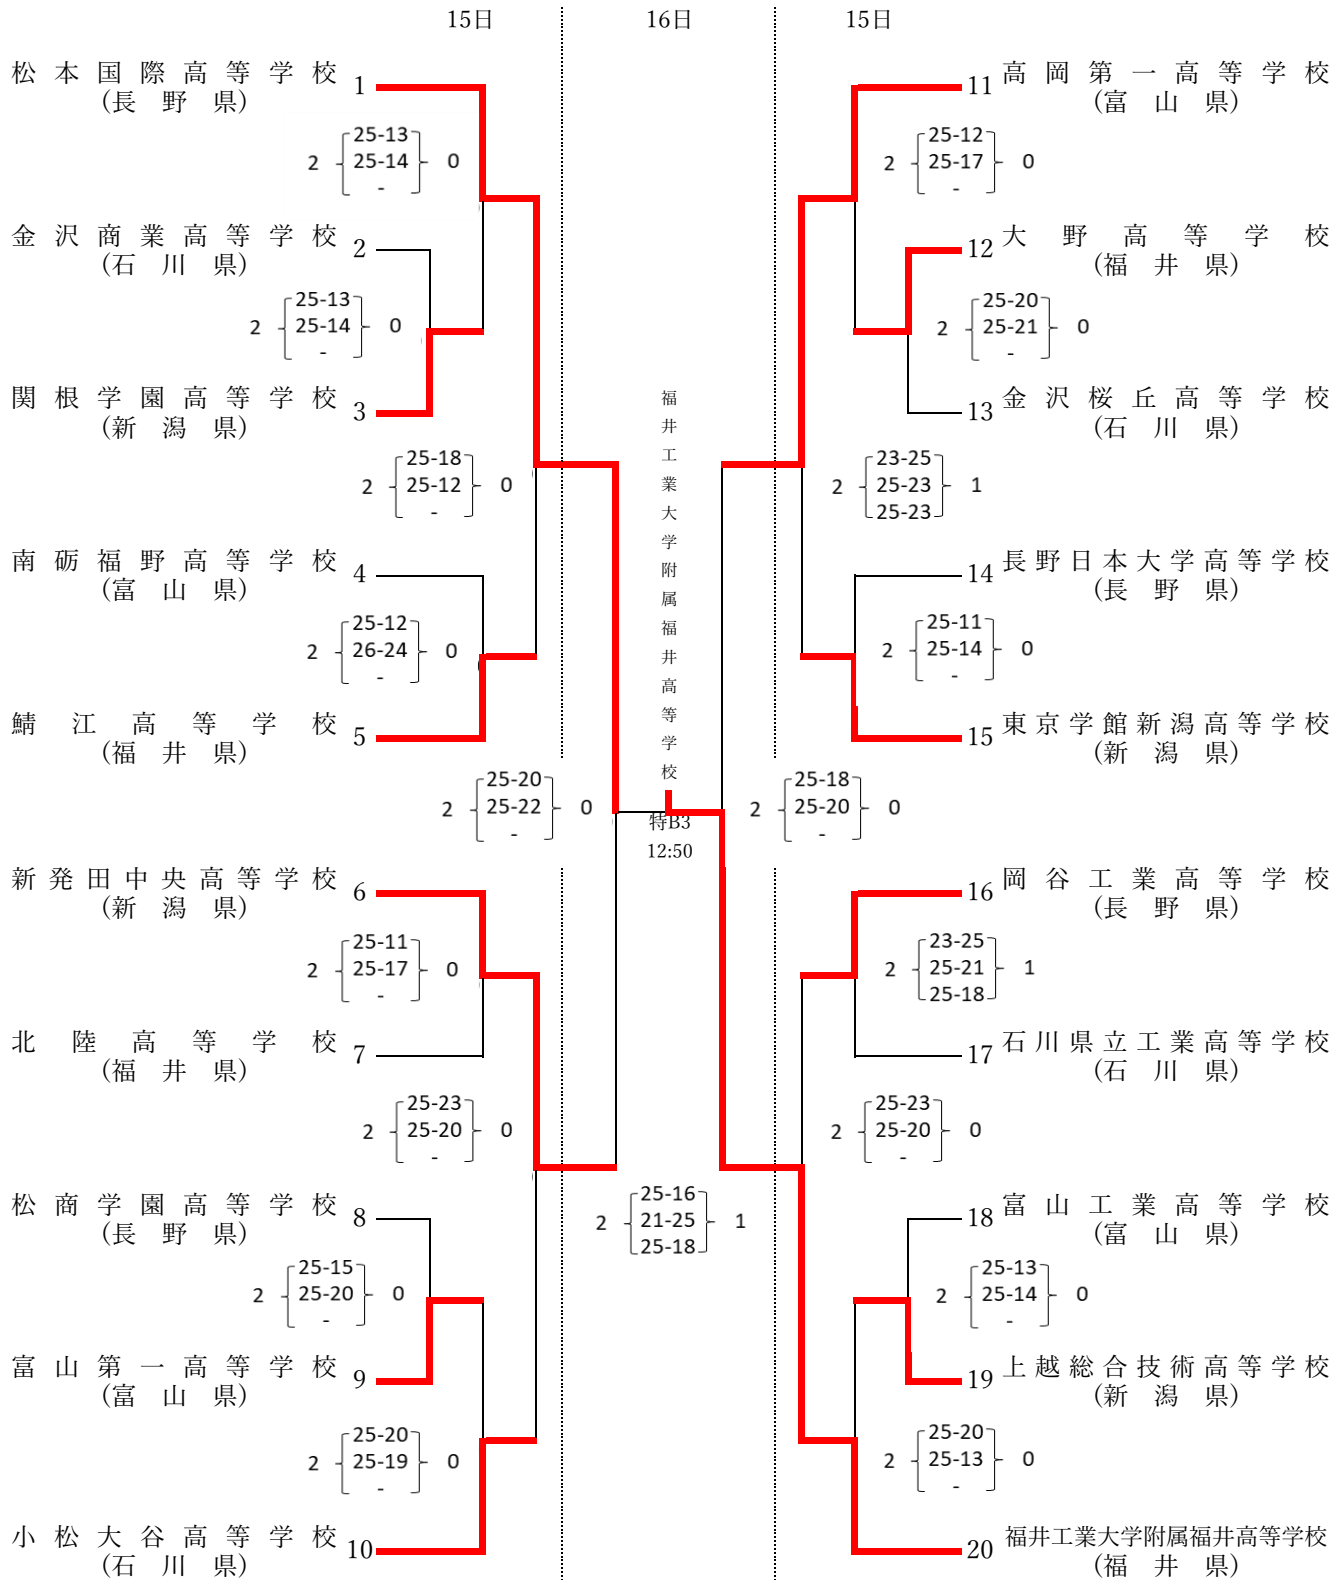 15日
16日
15日
松本国際高等学校 1
(長野県)
2 25-13 0
25-14
-
金沢商業高等学校 2
(石川県)
2 25-13 0
25-14
-
関根学園高等学校 3
(新潟県)
2 25-18 0
25-12
-
南砺福野高等学校 4
(富山県)
2 25-12 0
26-24
-
鯖江高等学校 5
(福井県)
2 25-20 0
25-22
-
新発田中央高等学校 6
(新潟県)
2 25-11 0
25-17
-
北陸高等学校 7
(福井県)
2 25-23 0
25-20
-
松商学園高等学校 8
(長野県)
2 25-15 0
25-20
-
富山第一高等学校 9
(富山県)
2 25-20 0
25-19
-
小松大谷高等学校 10
(石川県)
福井工業大学附属福井高等学校
特B3
12:50
2 25-16 1
21-25
25-18
11 高岡第一高等学校
(富山県)
2 25-12 0
25-17
-
12 大野高等学校
(福井県)
2 25-20 0
25-21
-
13 金沢桜丘高等学校
(石川県)
2 23-25 1
25-23
25-23
14 長野日本大学高等学校
(長野県)
2 25-11 0
25-14
-
15 東京学館新潟高等学校
(新潟県)
2 25-18 0
25-20
-
16 岡谷工業高等学校
(長野県)
2 23-25 1
25-21
25-18
17 石川県立工業高等学校
(石川県)
2 25-23 0
25-20
-
18 富山工業高等学校
(富山県)
2 25-13 0
25-14
-
19 上越総合技術高等学校
(新潟県)
2 25-20 0
25-13
-
20 福井工業大学附属福井高等学校
(福井県)